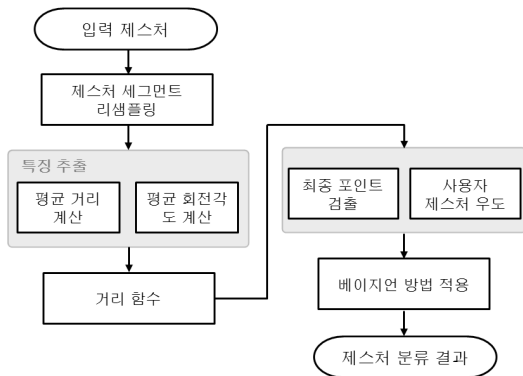 입력 제스처
제스처 세그먼트
리샘플링
특징 추출
평균 거리
계산
평균 회전각
도 계산
거리 함수
최종 포인트
검출
사용자
제스처 우도
베이지언 방법 적용
제스처 분류 결과